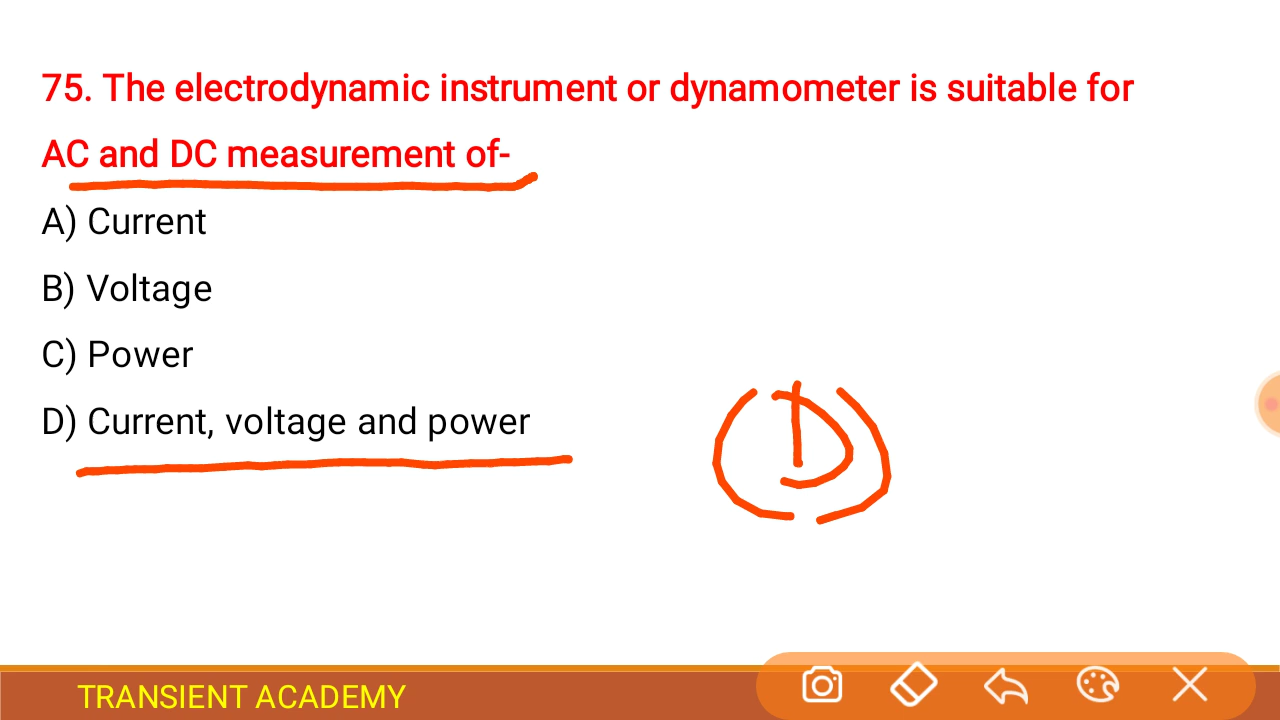 75. The electrodynamic instrument or dynamometer is suitable for
AC and DC measurement of-
A) Current
B) Voltage
C) Power
D) Current, voltage and power
(D)
TRANSIENT ACADEMY